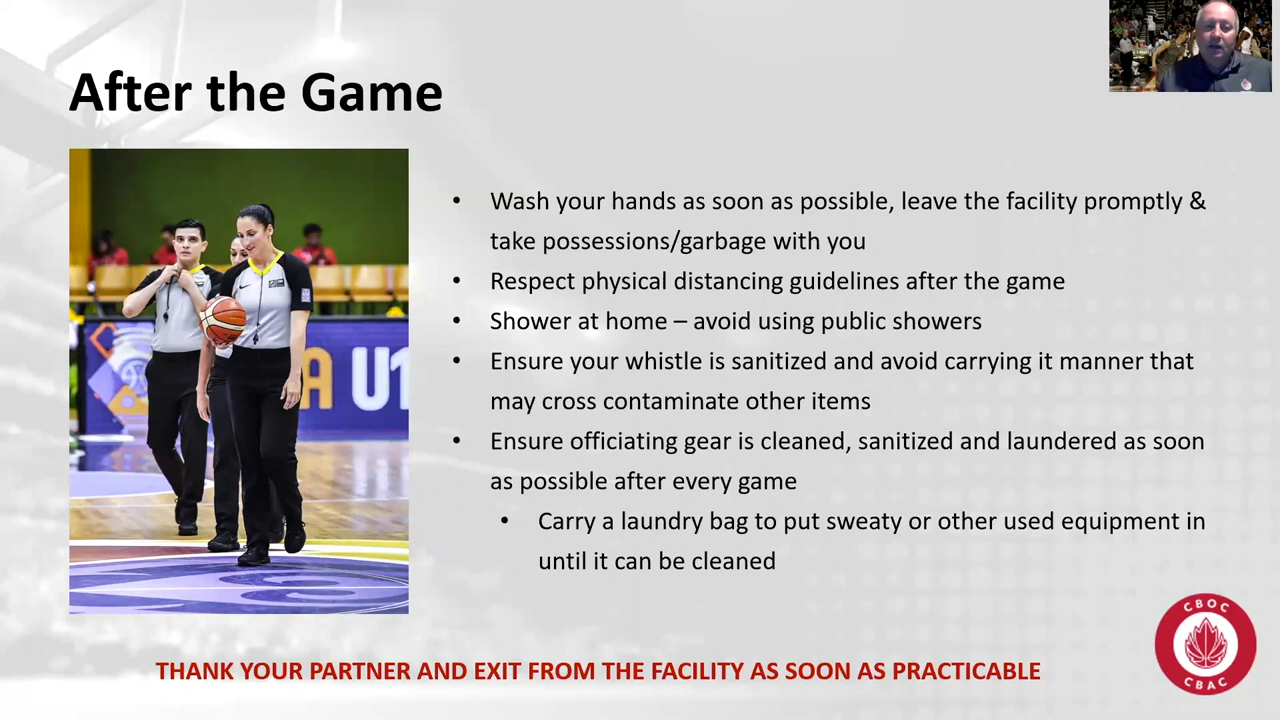 After the Game
• Wash your hands as soon as possible, leave the facility promptly &
take possessions/garbage with you
• Respect physical distancing guidelines after the game
• Shower at home – avoid using public showers
• Ensure your whistle is sanitized and avoid carrying it manner that
may cross contaminate other items
• Ensure officiating gear is cleaned, sanitized and laundered as soon
as possible after every game
• Carry a laundry bag to put sweaty or other used equipment in
until it can be cleaned
A U1
CBOC
CBAC
THANK YOUR PARTNER AND EXIT FROM THE FACILITY AS SOON AS PRACTICABLE